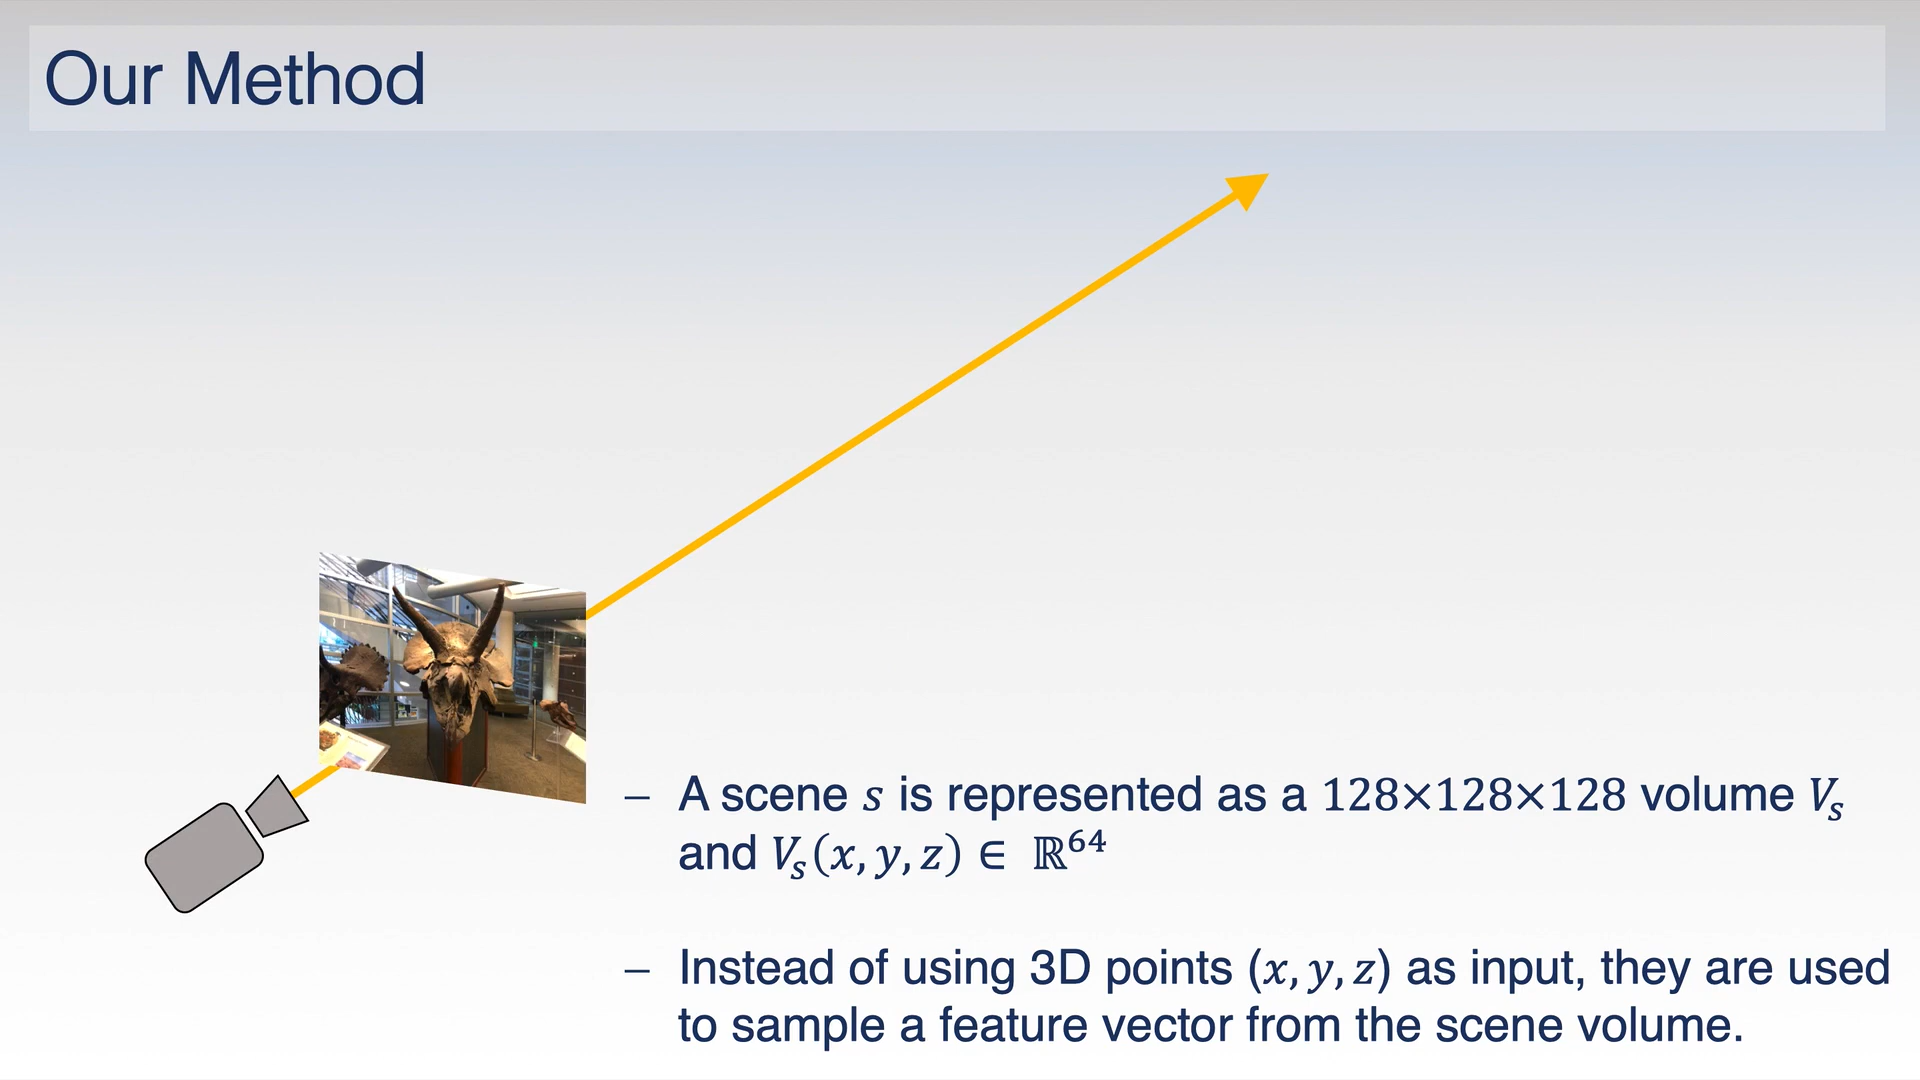 Our Method
– A scene 𝑠 is represented as a 128×128×128 volume 𝑉ₛ
and 𝑉ₛ(𝑥, 𝑦, 𝑧) ∈ ℝ⁶⁴
– Instead of using 3D points (𝑥, 𝑦, 𝑧) as input, they are used
to sample a feature vector from the scene volume.